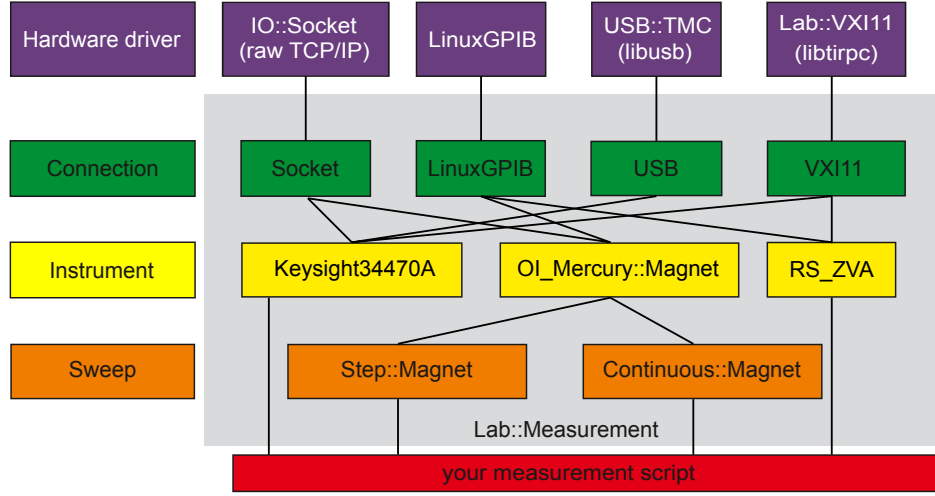 Hardware driver
IO::Socket
(raw TCP/IP)
LinuxGPIB
USB::TMC
(libusb)
Lab::VXI11
(libtirpc)
Connection
Socket
LinuxGPIB
USB
VXI11
Instrument
Keysight34470A
OI_Mercury::Magnet
RS_ZVA
Sweep
Step::Magnet
Continuous::Magnet
Lab::Measurement
your measurement script